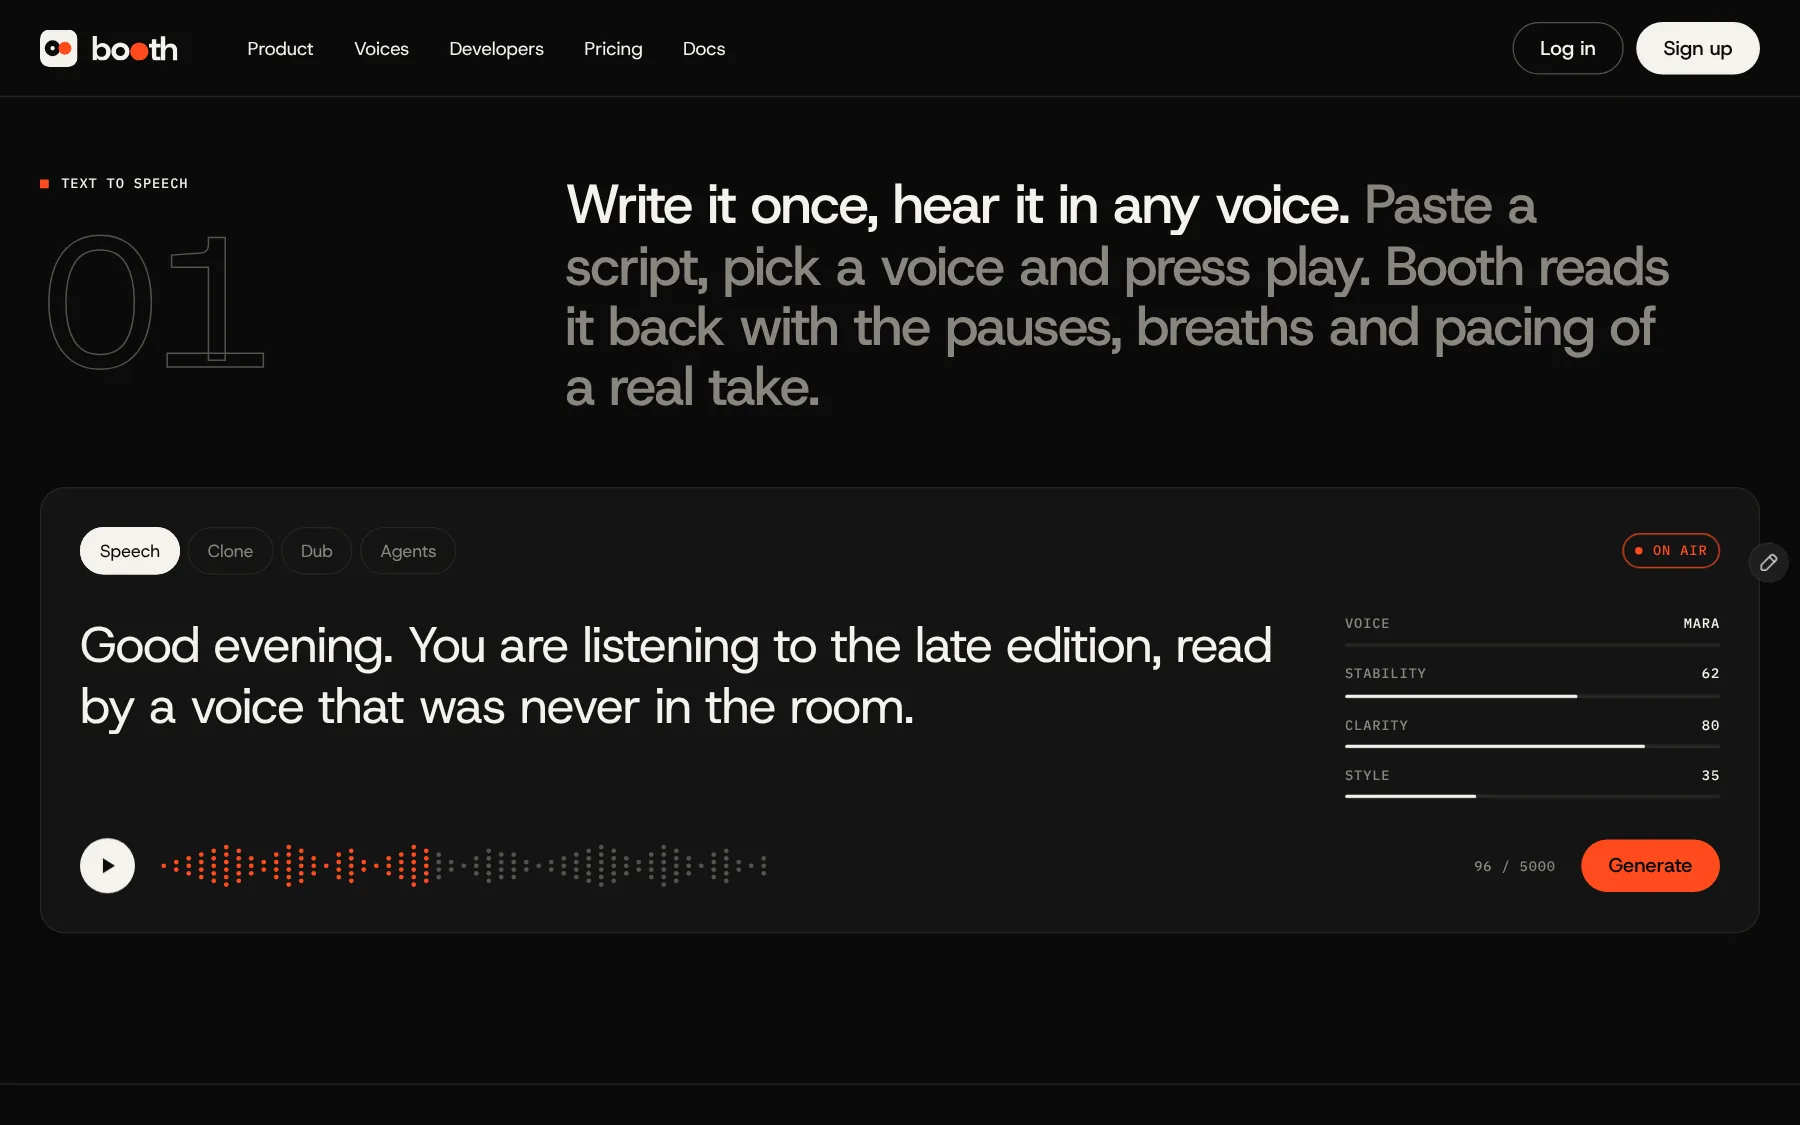 booth
Product
Voices
Developers
Pricing
Docs
Log in
Sign up
TEXT TO SPEECH
01
Write it once, hear it in any voice. Paste a
script, pick a voice and press play. Booth reads
it back with the pauses, breaths and pacing of
a real take.
Speech
Clone
Dub
Agents
ON AIR
Good evening. You are listening to the late edition, read
by a voice that was never in the room.
VOICE MARA
STABILITY 62
CLARITY 80
STYLE 35
96 / 5000
Generate